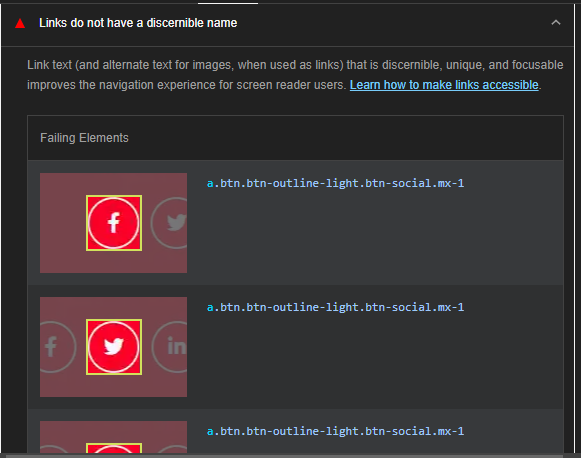 Links do not have a discernible name
Link text (and alternate text for images, when used as links) that is discernible, unique, and focusable
improves the navigation experience for screen reader users. Learn how to make links accessible.
Failing Elements
a.btn.btn-outline-light.btn-social.mx-1
a.btn.btn-outline-light.btn-social.mx-1
a.btn.btn-outline-light.btn-social.mx-1